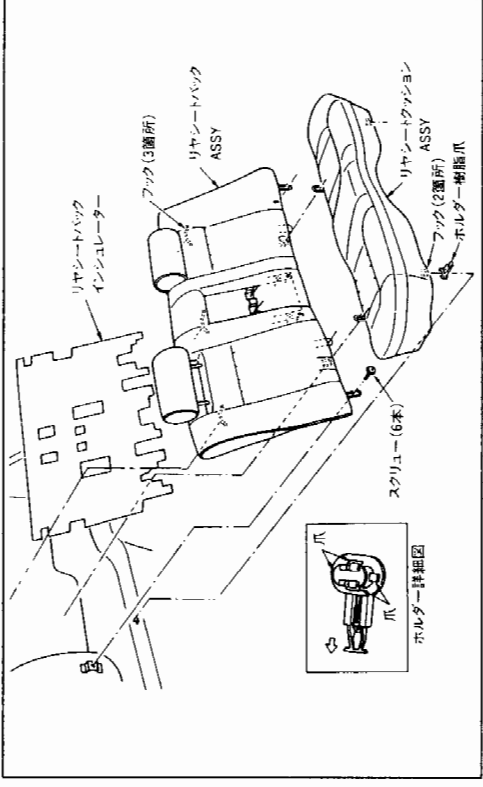 リヤシートバック
インシュレーター
フック(3箇所)
リヤシートバック
ASSY
リヤシートクッション
ASSY
フック(2箇所)
ホルダー樹脂爪
スクリュー(6本)
爪
爪
ホルダー詳細図